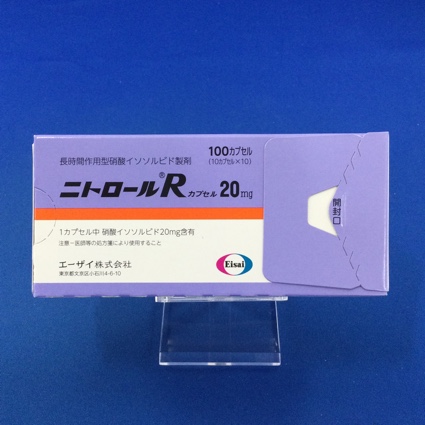 長時間作用型硝酸イソソルビド製剤
100カプセル
(10カプセル×10)
ニトロール®Rカプセル 20mg
1カプセル中 硝酸イソソルビド20mg含有
注意－医師等の処方箋により使用すること
エーザイ株式会社
東京都文京区小石川4-6-10
Eisai
開封口